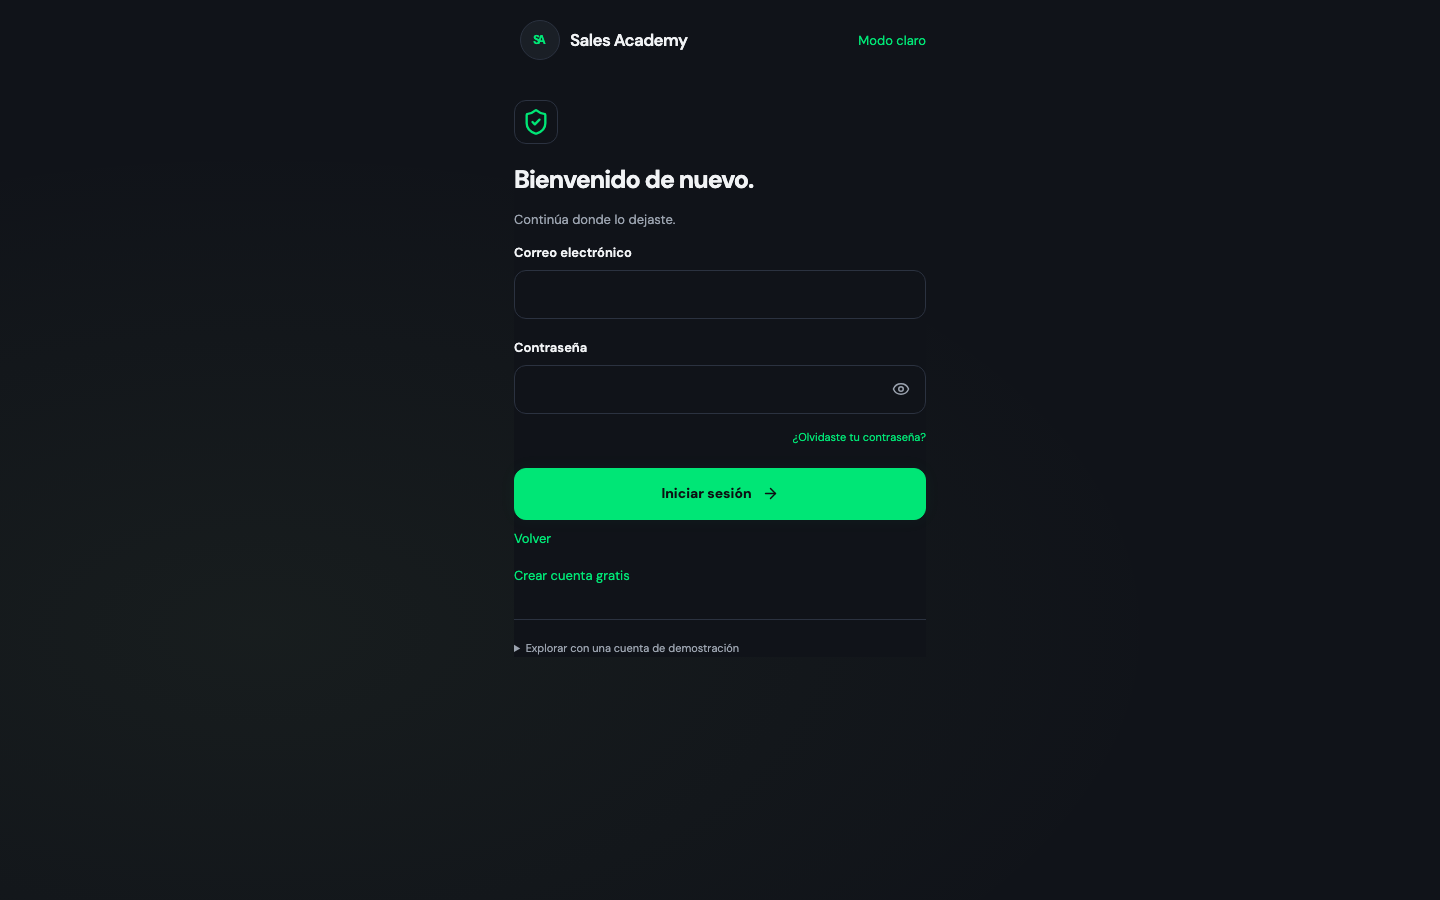 SA Sales Academy
Modo claro
Bienvenido de nuevo.
Continúa donde lo dejaste.
Correo electrónico
Contraseña
¿Olvidaste tu contraseña?
Iniciar sesión →
Volver
Crear cuenta gratis
▶ Explorar con una cuenta de demostración